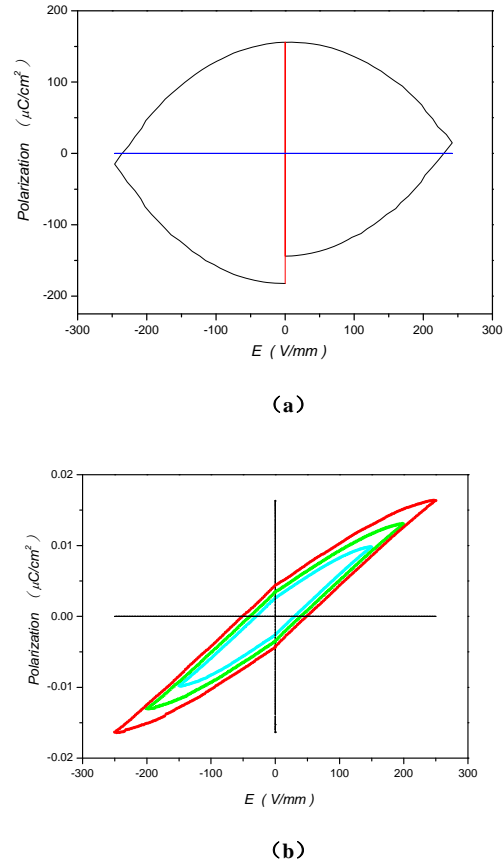 200
100
0
-100
-200
Polarization （μC/cm²）
-300 -200 -100 0 100 200 300
E （V/mm）
（a）
0.02
0.01
0.00
-0.01
-0.02
Polarization （μC/cm²）
-300 -200 -100 0 100 200 300
E （V/mm）
（b）